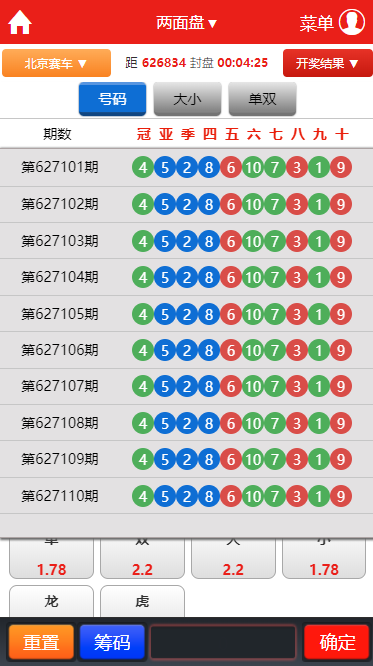 两面盘▼ 菜单
北京赛车 ▼ 距 626834 封盘 00:04:25 开奖结果 ▼
号码 大小 单双
期数 冠 亚 季 四 五 六 七 八 九 十
第627101期 4 5 2 8 6 10 7 3 1 9
第627102期 4 5 2 8 6 10 7 3 1 9
第627103期 4 5 2 8 6 10 7 3 1 9
第627104期 4 5 2 8 6 10 7 3 1 9
第627105期 4 5 2 8 6 10 7 3 1 9
第627106期 4 5 2 8 6 10 7 3 1 9
第627107期 4 5 2 8 6 10 7 3 1 9
第627108期 4 5 2 8 6 10 7 3 1 9
第627109期 4 5 2 8 6 10 7 3 1 9
第627110期 4 5 2 8 6 10 7 3 1 9
1.78 2.2 2.2 1.78
龙 虎
重置 筹码 确定